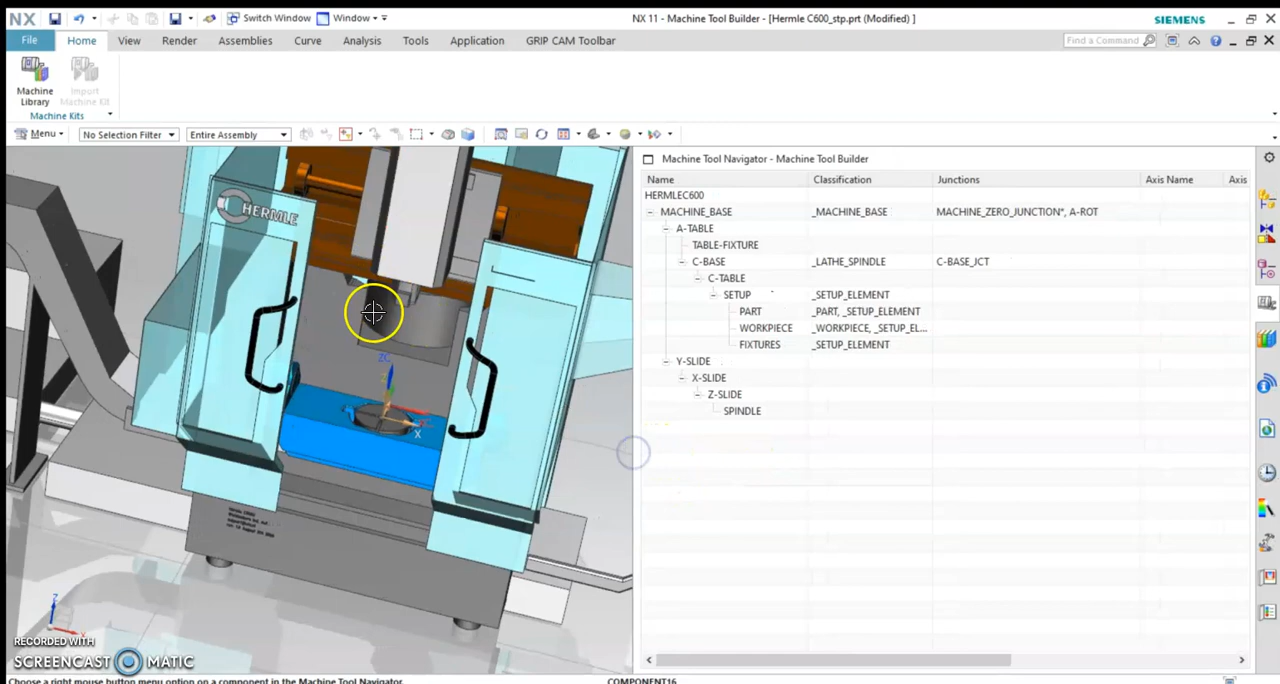 NX Switch Window Window NX 11 - Machine Tool Builder - [Hermle C600_stp.prt (Modified) ] SIEMENS
File Home View Render Assemblies Curve Analysis Tools Application GRIP CAM Toolbar Find a Command
Machine Library
Import Machine Kit
Machine Kits
Menu No Selection Filter Entire Assembly
Machine Tool Navigator - Machine Tool Builder
Name Classification Junctions Axis Name Axis
HERMLEC600
MACHINE_BASE _MACHINE_BASE MACHINE_ZERO_JUNCTION*, A-ROT
A-TABLE
TABLE-FIXTURE
C-BASE _LATHE_SPINDLE C-BASE_JCT
C-TABLE
SETUP _SETUP_ELEMENT
PART _PART, _SETUP_ELEMENT
WORKPIECE _WORKPIECE, _SETUP_EL...
FIXTURES _SETUP_ELEMENT
Y-SLIDE
X-SLIDE
Z-SLIDE
SPINDLE
HERMLE
ZC
X
Z
RECORDED WITH
SCREENCAST MATIC
Choose a right mouse button menu option on a component in the Machine Tool Navigator. COMPONENT16